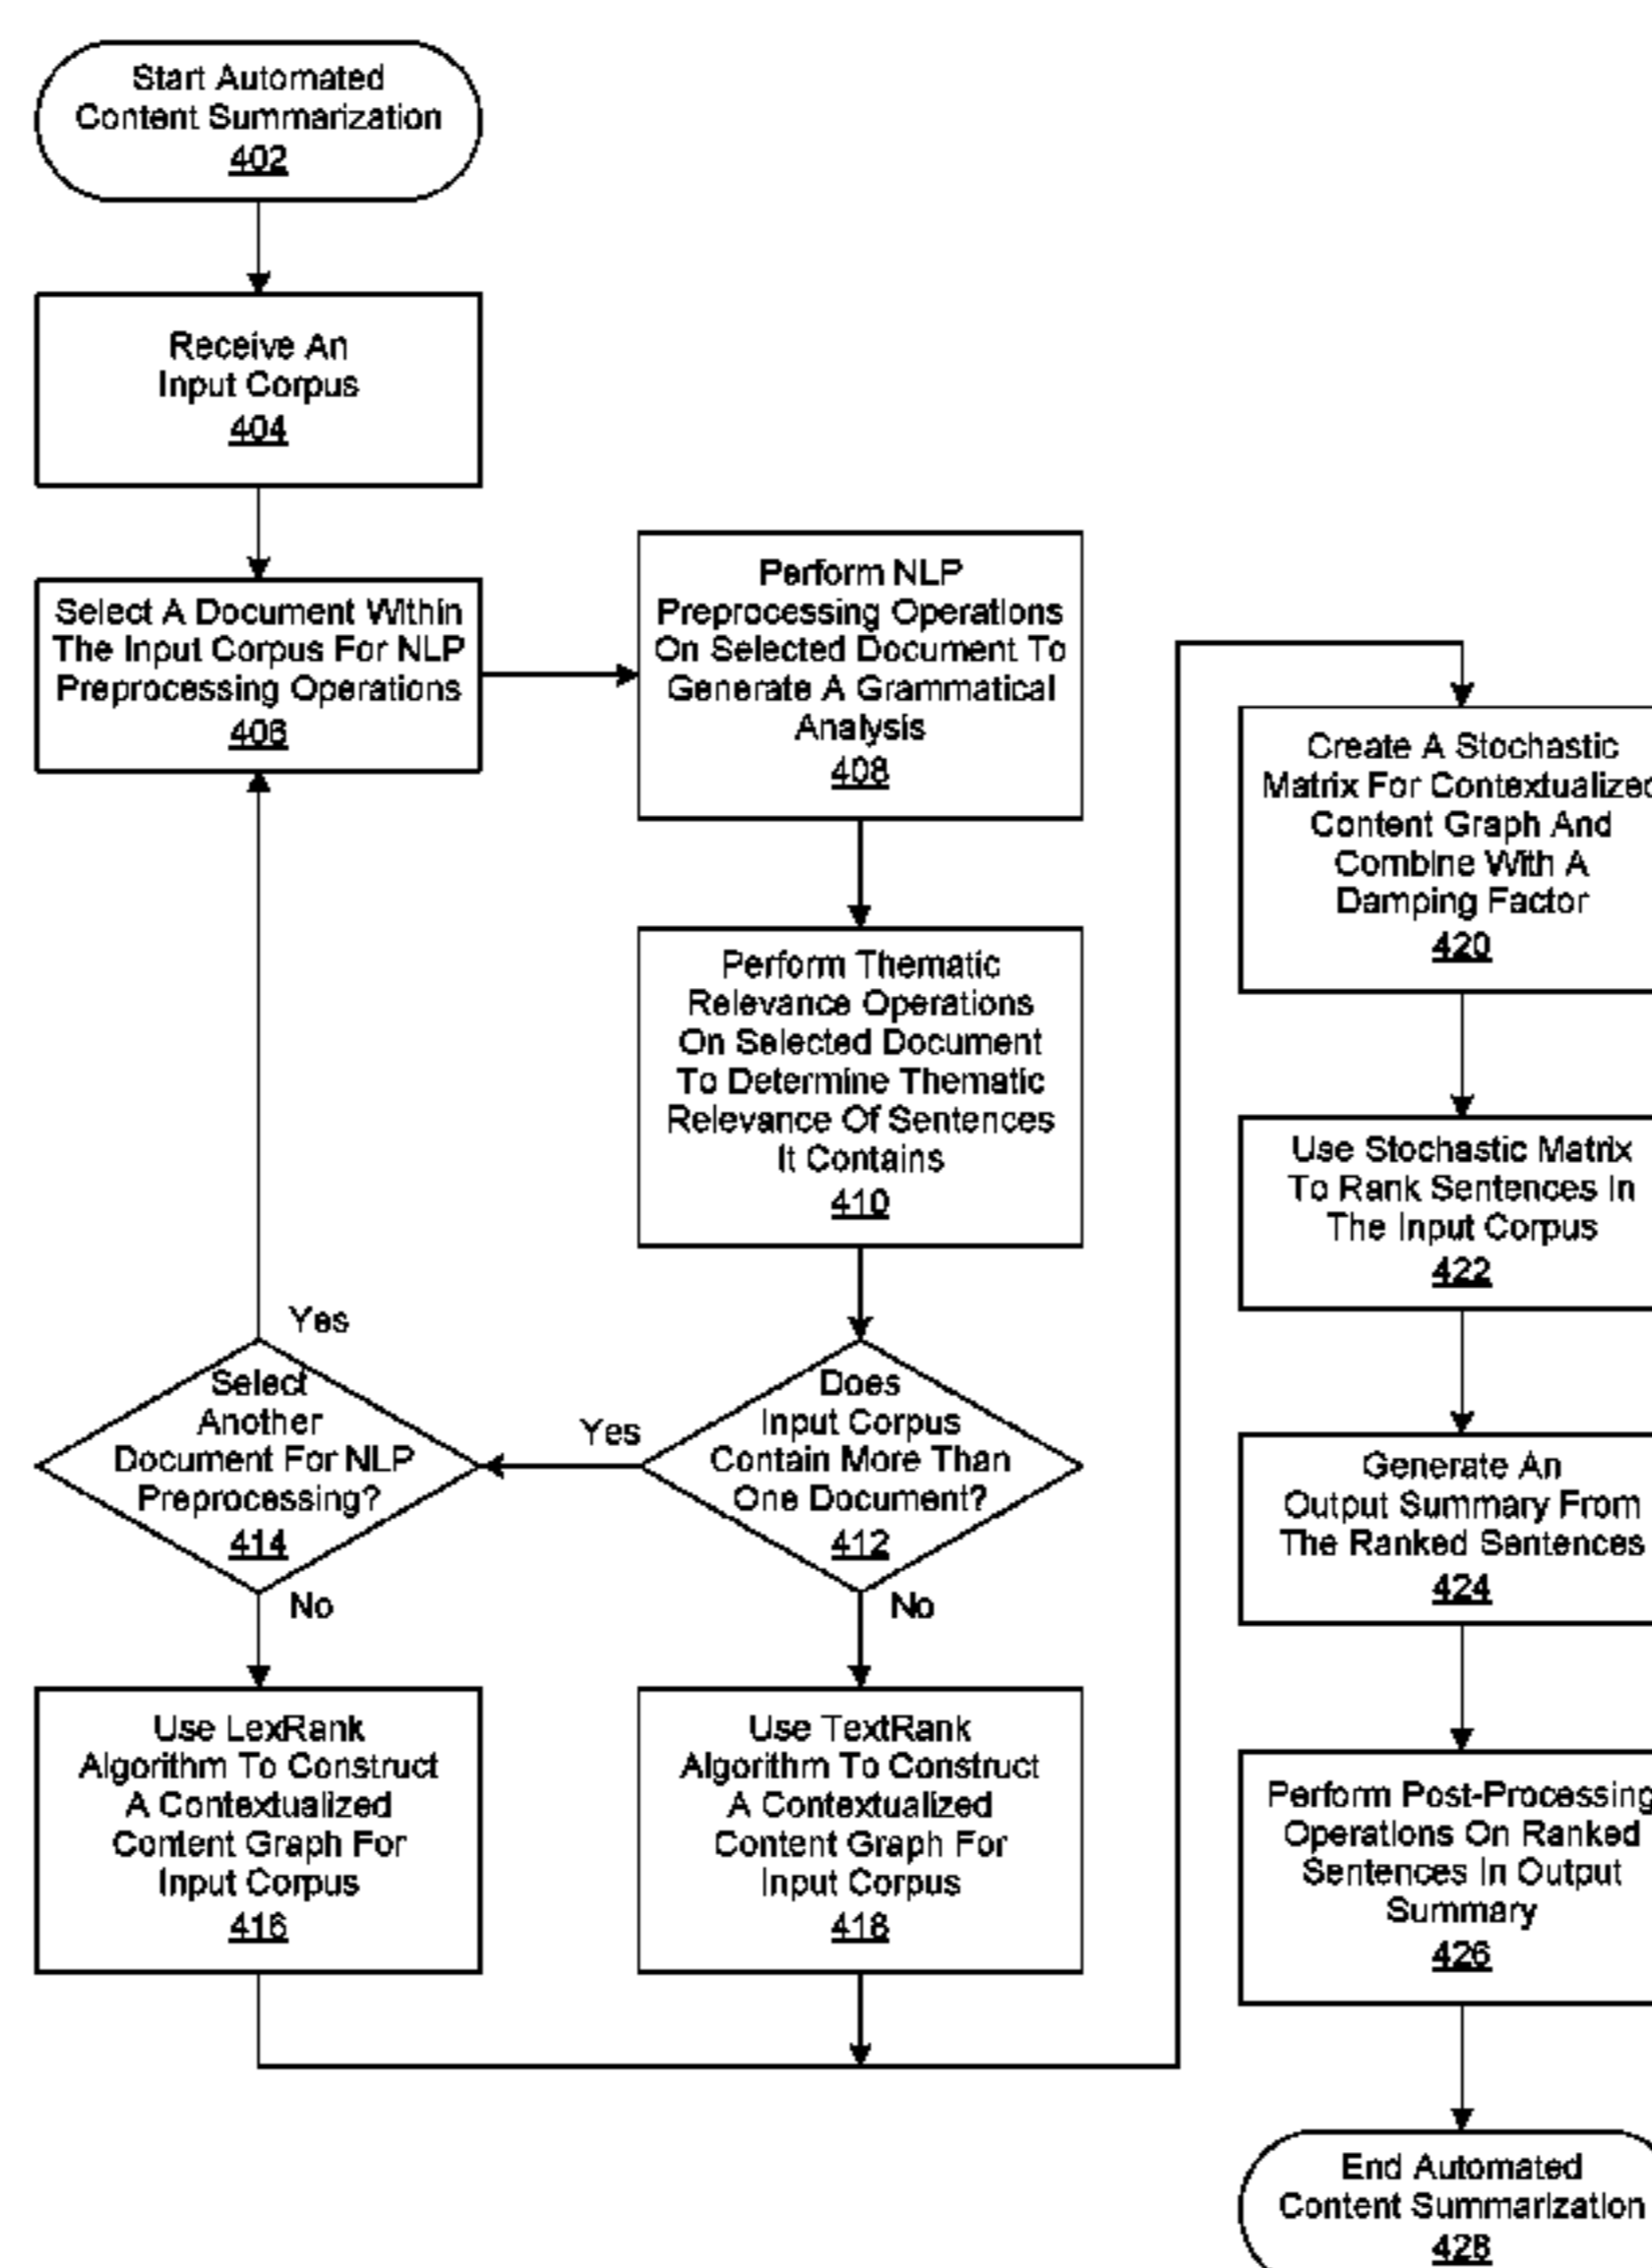 Start Automated
Content Summarization
402
Receive An
Input Corpus
404
Select A Document Within
The Input Corpus For NLP
Preprocessing Operations
406
Perform NLP
Preprocessing Operations
On Selected Document To
Generate A Grammatical
Analysis
408
Perform Thematic
Relevance Operations
On Selected Document
To Determine Thematic
Relevance Of Sentences
It Contains
410
Does
Input Corpus
Contain More Than
One Document?
412
Yes
No
Select
Another
Document For NLP
Preprocessing?
414
Yes
No
Use LexRank
Algorithm To Construct
A Contextualized
Content Graph For
Input Corpus
416
Use TextRank
Algorithm To Construct
A Contextualized
Content Graph For
Input Corpus
418
Create A Stochastic
Matrix For Contextualized
Content Graph And
Combine With A
Damping Factor
420
Use Stochastic Matrix
To Rank Sentences In
The Input Corpus
422
Generate An
Output Summary From
The Ranked Sentences
424
Perform Post-Processing
Operations On Ranked
Sentences In Output
Summary
426
End Automated
Content Summarization
428